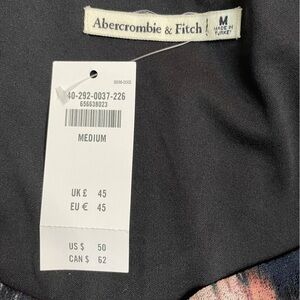 Abercrombie & Fitch
M
MADE IN
TURKEY
40-292-0037-226
656638023
MEDIUM
UK £ 45
EU € 45
US $ 50
CAN $ 62